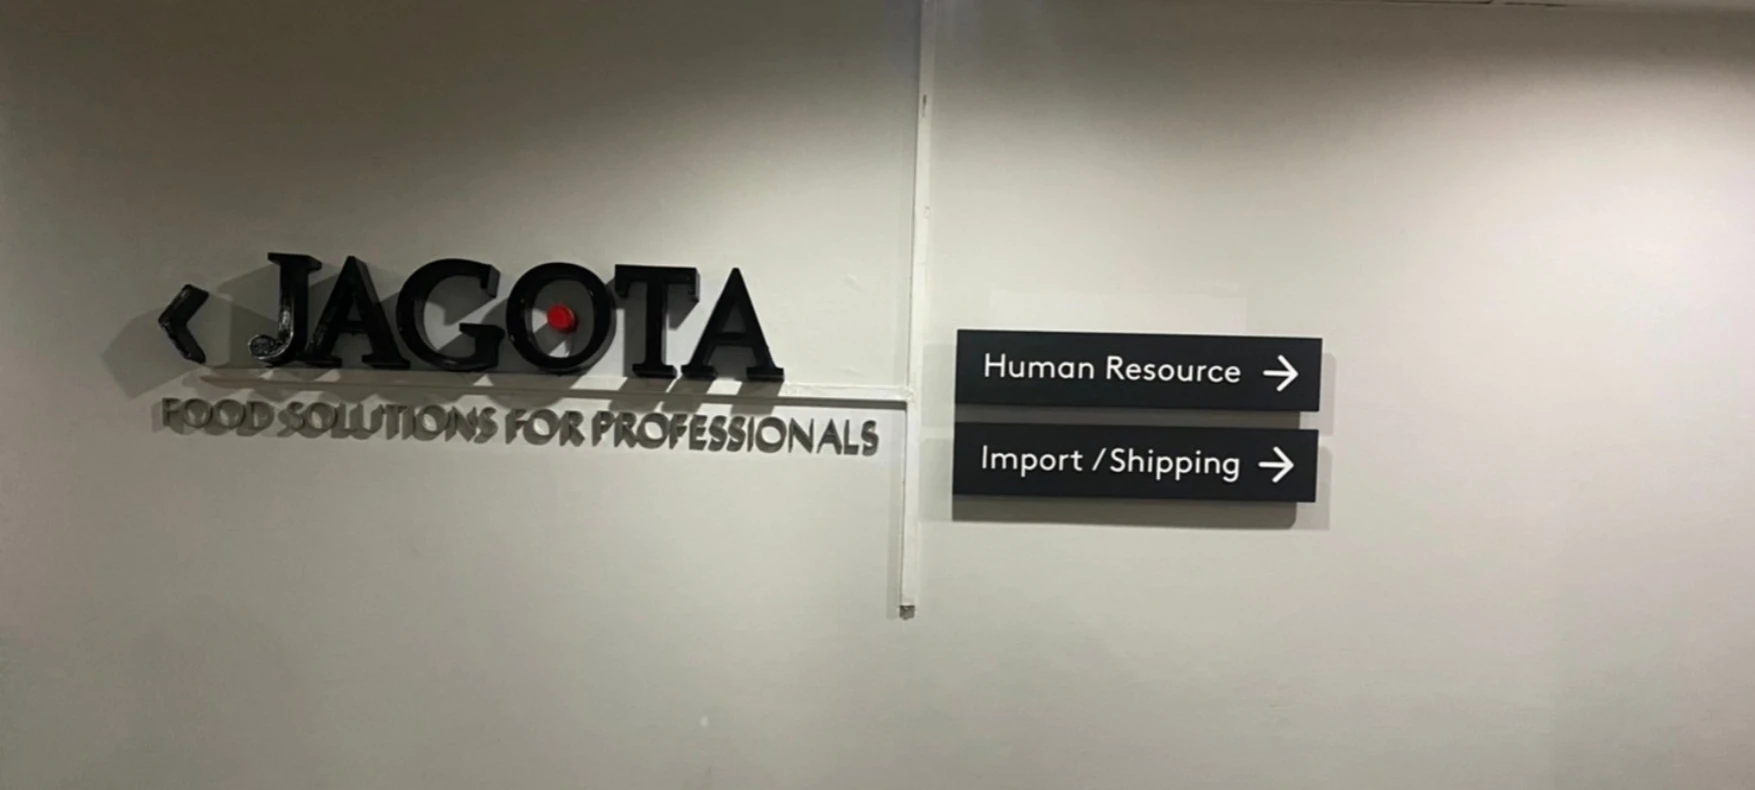 JAGOTA
FOOD SOLUTIONS FOR PROFESSIONALS
Human Resource →
Import / Shipping →